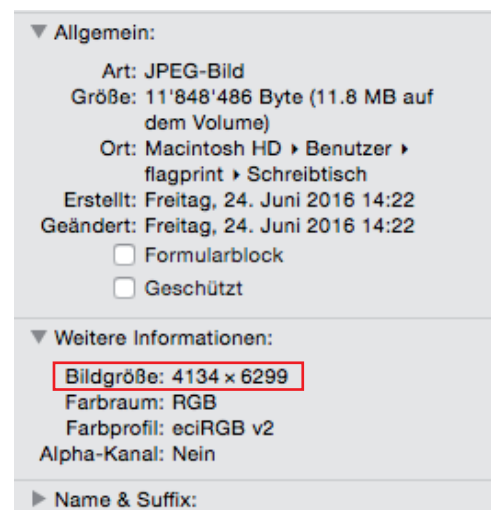 ▼ Allgemein:
Art: JPEG-Bild
Größe: 11'848'486 Byte (11.8 MB auf
dem Volume)
Ort: Macintosh HD ▸ Benutzer ▸
flagprint ▸ Schreibtisch
Erstellt: Freitag, 24. Juni 2016 14:22
Geändert: Freitag, 24. Juni 2016 14:22
Formularblock
Geschützt
▼ Weitere Informationen:
Bildgröße: 4134 × 6299
Farbraum: RGB
Farbprofil: eciRGB v2
Alpha-Kanal: Nein
▶ Name & Suffix: